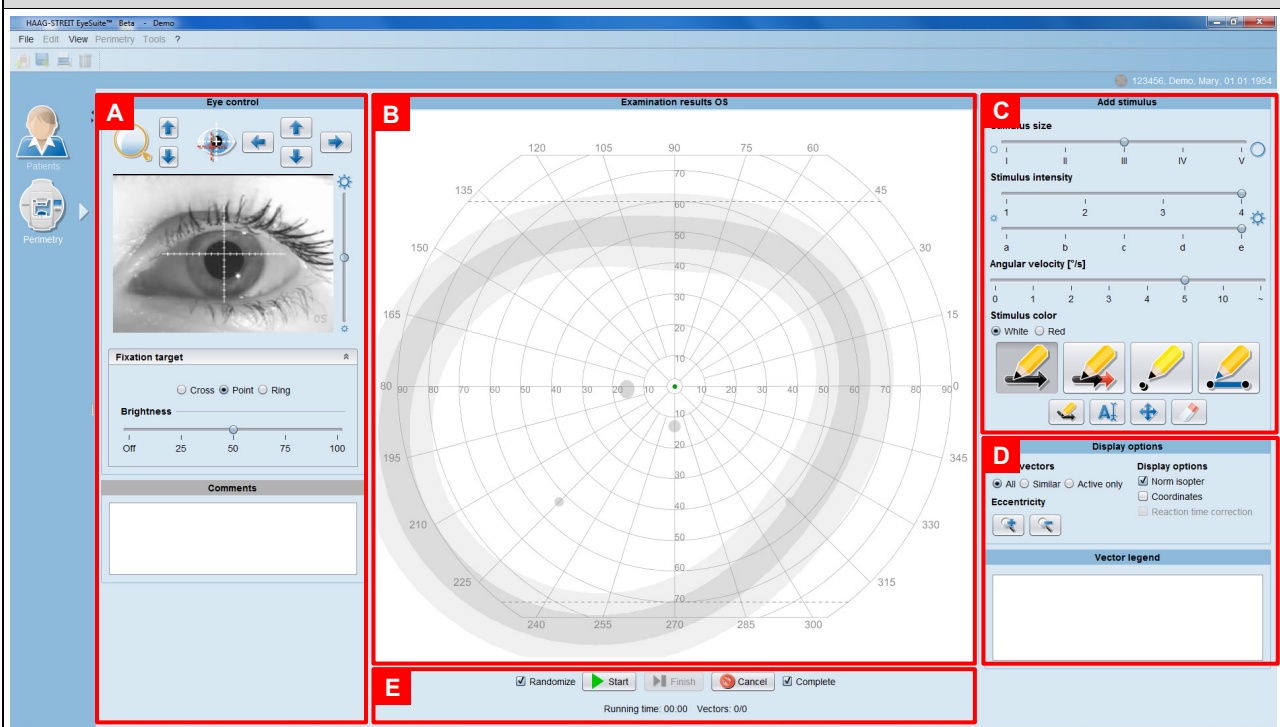 HAAG-STREIT EyeSuite™ Beta - Demo
File Edit View Perimetry Tools ?
123456, Demo, Mary, 01.01.1954
Patients
Perimetry
A
Eye control
OS
Fixation target
Cross Point Ring
Brightness
Off 25 50 75 100
Comments
B
Examination results OS
120 105 90 75 60
135 70 45
60
150 50 30
40
165 30 15
20
10
80 90 80 70 60 50 40 30 20 10 10 20 30 40 50 60 70 80 90 0
10
20
195 30 345
40
210 50 330
60
225 70 315
240 255 270 285 300
C
Add stimulus
Stimulus size
I II III IV V
Stimulus intensity
1 2 3 4
a b c d e
Angular velocity [°/s]
0 1 2 3 4 5 10 ~
Stimulus color
White Red
A
D
Display options
vectors Display options
All Similar Active only Norm isopter
Coordinates
Eccentricity
Reaction time correction
Vector legend
E
Randomize Start Finish Cancel Complete
Running time: 00:00 Vectors: 0/0